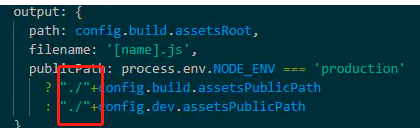 output: {
path: config.build.assetsRoot,
filename: '[name].js',
publicPath: process.env.NODE_ENV === 'production'
? "./"+config.build.assetsPublicPath
: "./"+config.dev.assetsPublicPath
}